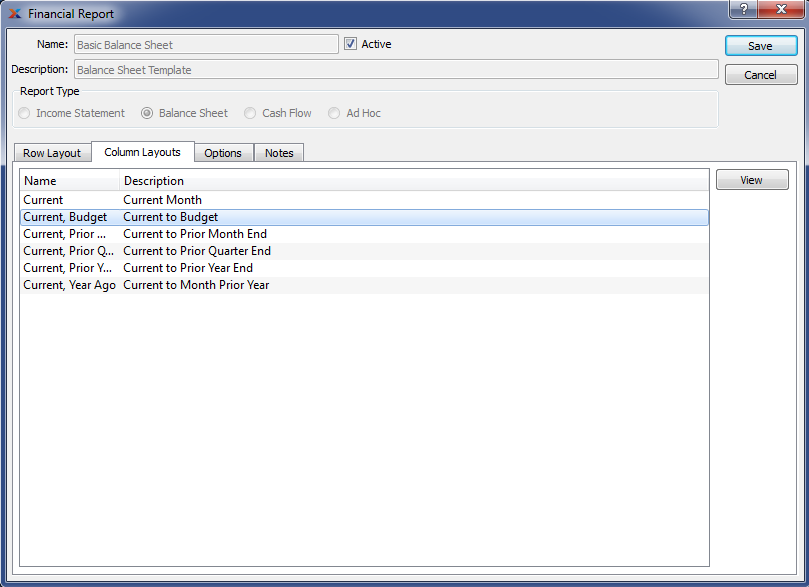 Financial Report
?
Name: Basic Balance Sheet Active Save
Description: Balance Sheet Template Cancel
Report Type
Income Statement Balance Sheet Cash Flow Ad Hoc
Row Layout Column Layouts Options Notes
Name Description View
Current Current Month
Current, Budget Current to Budget
Current, Prior ... Current to Prior Month End
Current, Prior Q... Current to Prior Quarter End
Current, Prior Y... Current to Prior Year End
Current, Year Ago Current to Month Prior Year